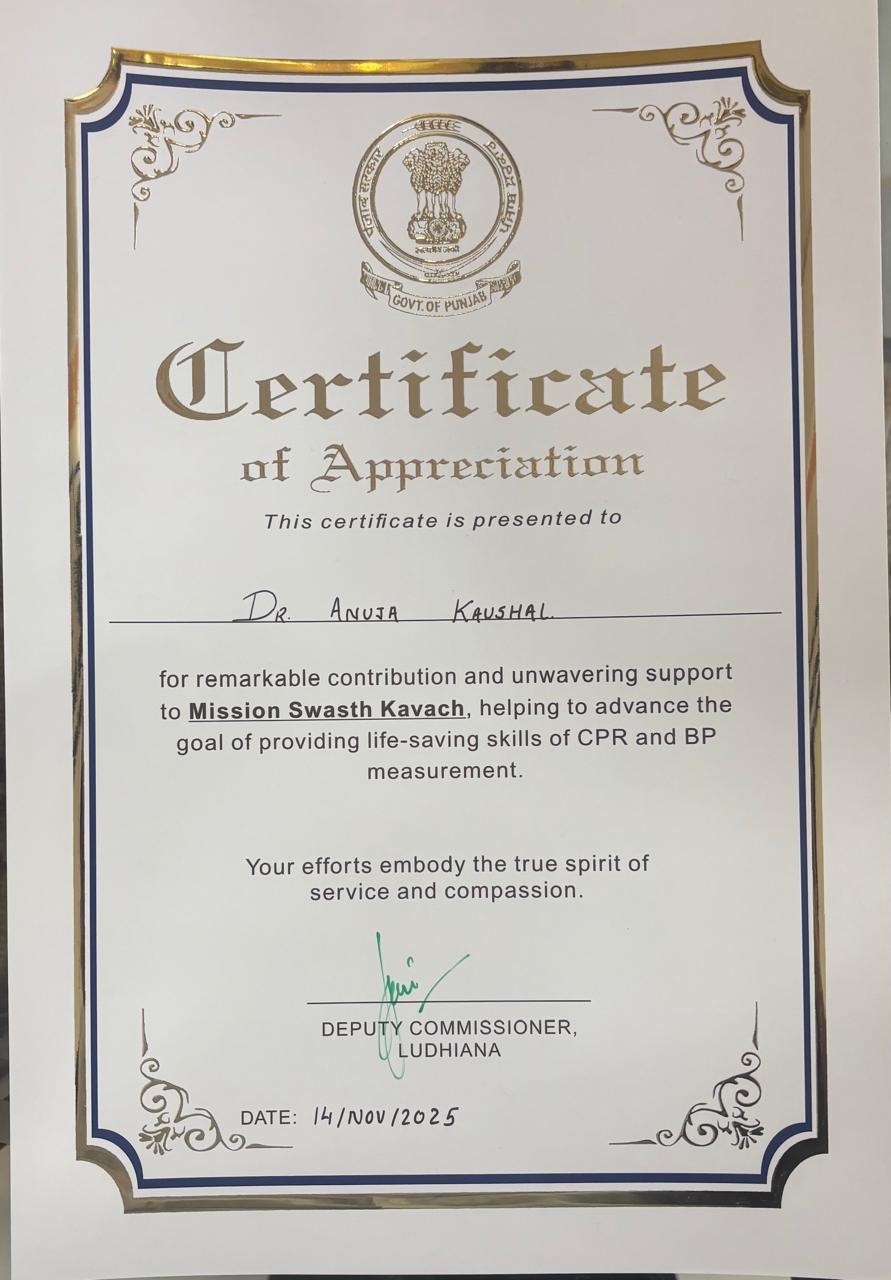 पंजाब सरकार
GOVT. OF PUNJAB
Certificate
of Appreciation
This certificate is presented to
DR. ANUJA KAUSHAL
for remarkable contribution and unwavering support
to Mission Swasth Kavach, helping to advance the
goal of providing life-saving skills of CPR and BP
measurement.
Your efforts embody the true spirit of
service and compassion.
DEPUTY COMMISSIONER,
LUDHIANA
DATE: 14/NOV/2025